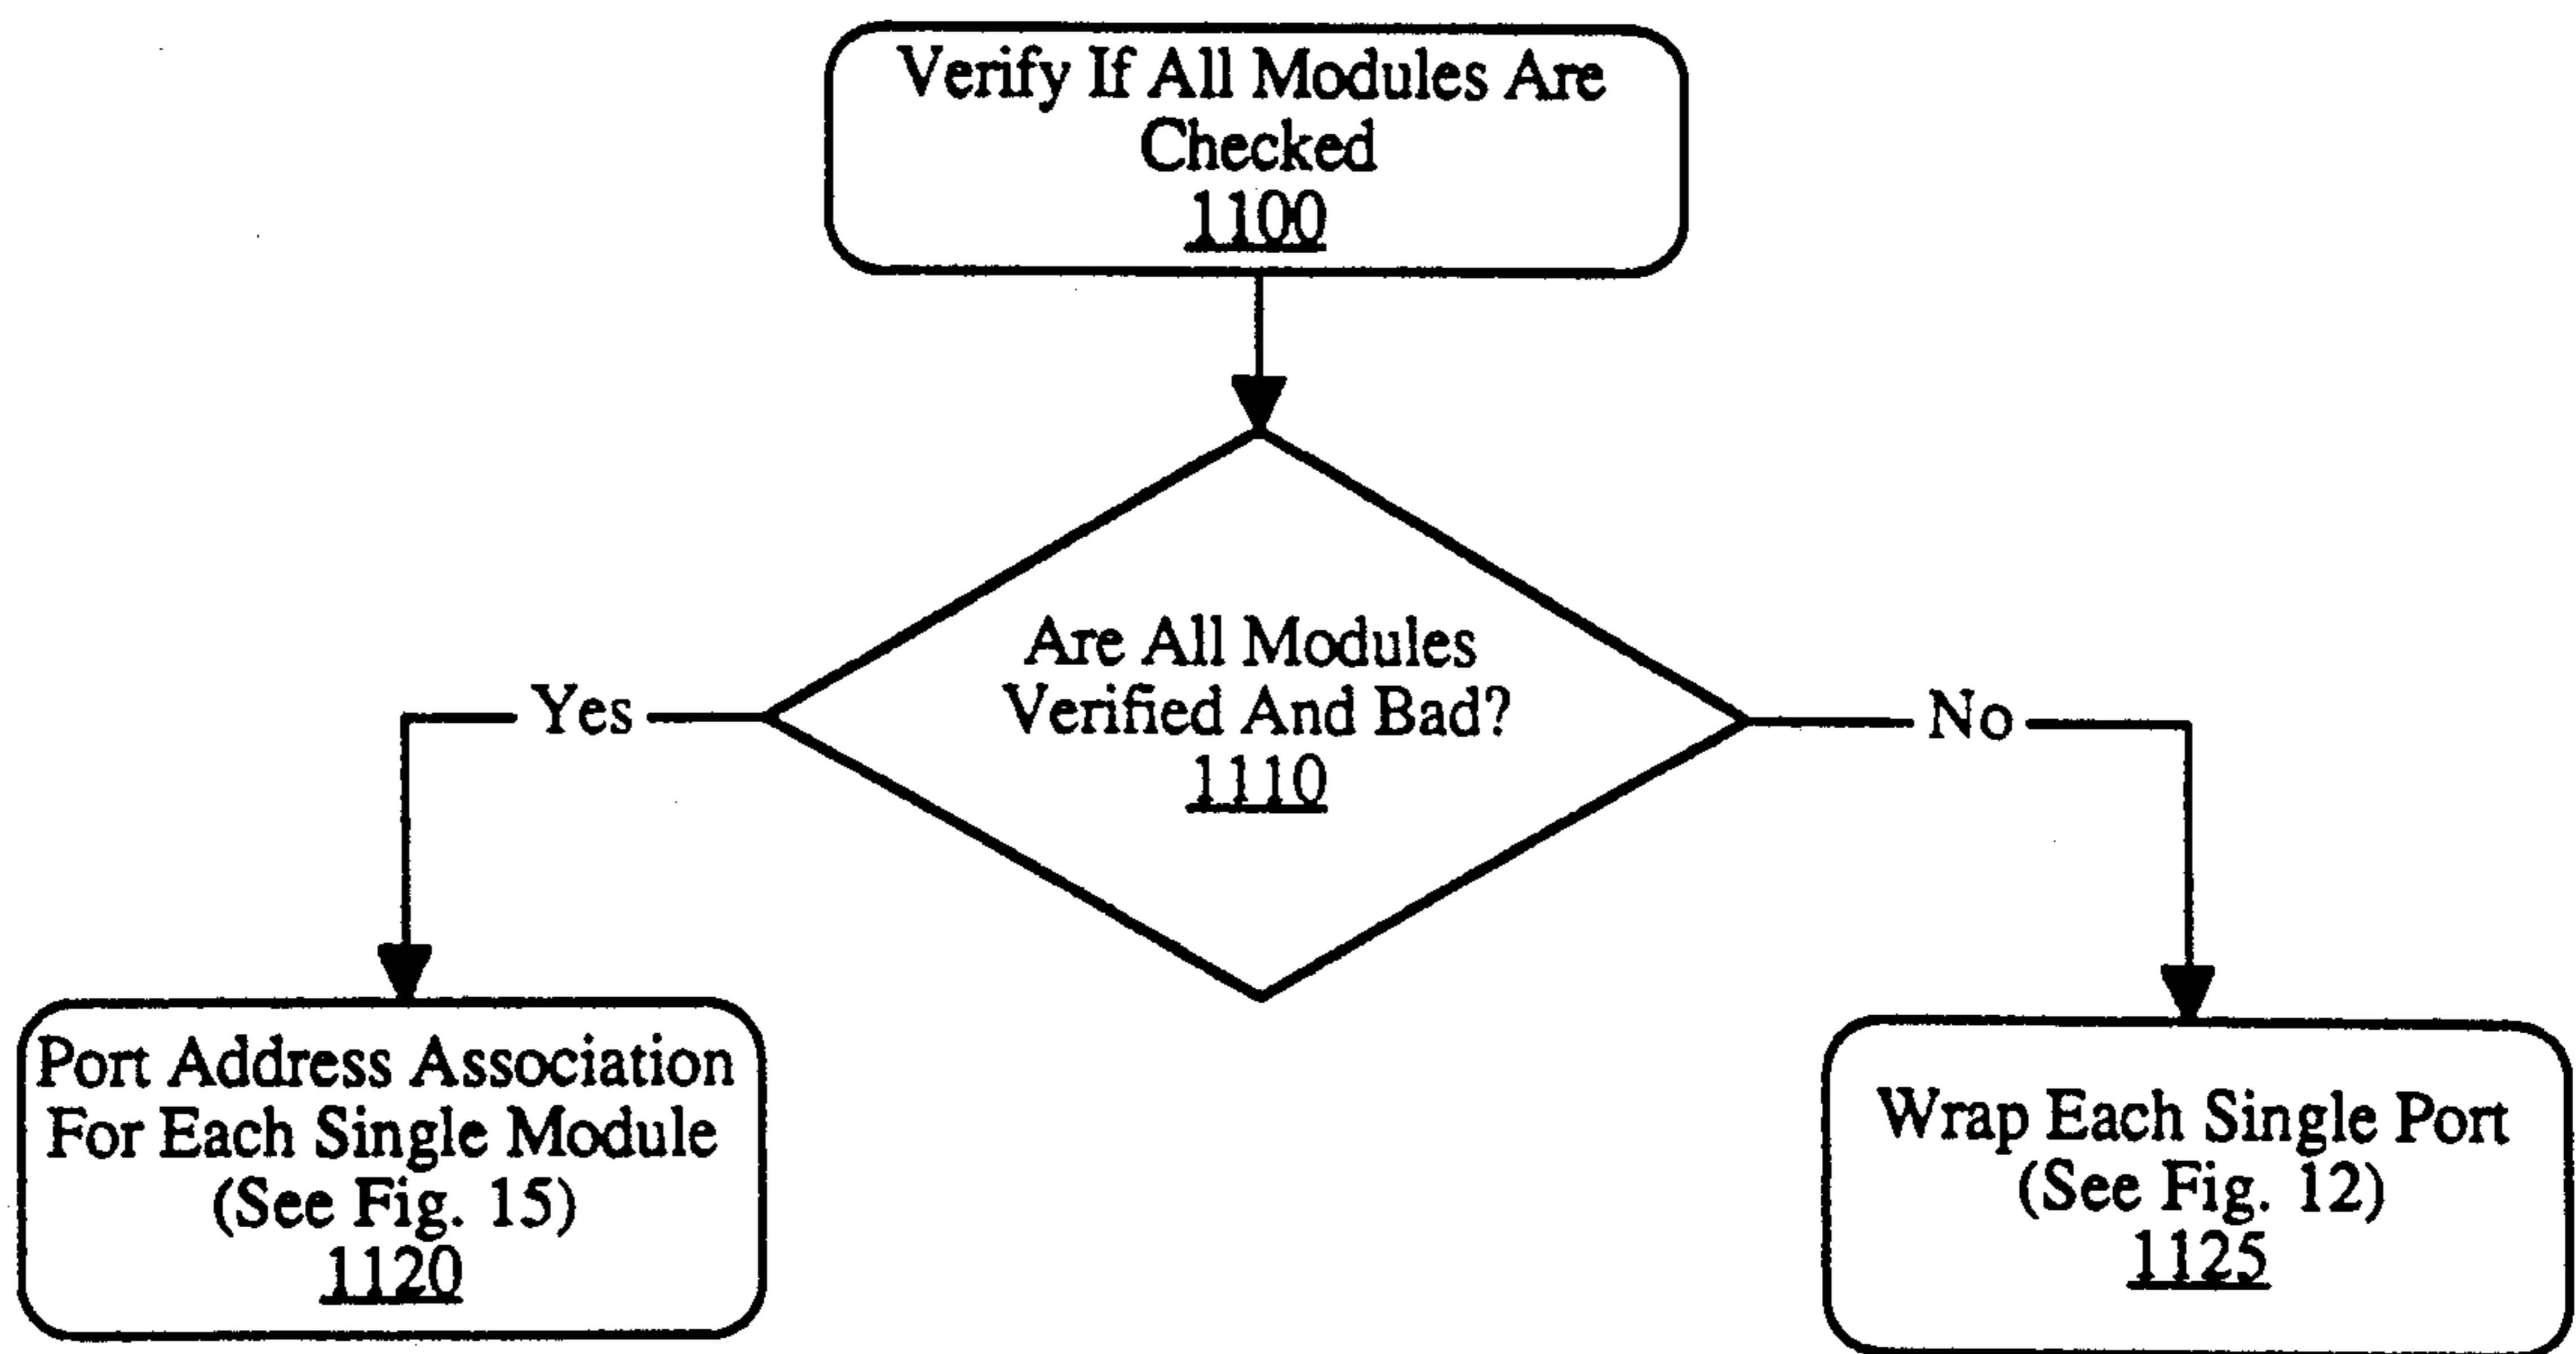 Verify If All Modules Are
Checked
1100
Are All Modules
Verified And Bad?
1110
Yes
No
Port Address Association
For Each Single Module
(See Fig. 15)
1120
Wrap Each Single Port
(See Fig. 12)
1125